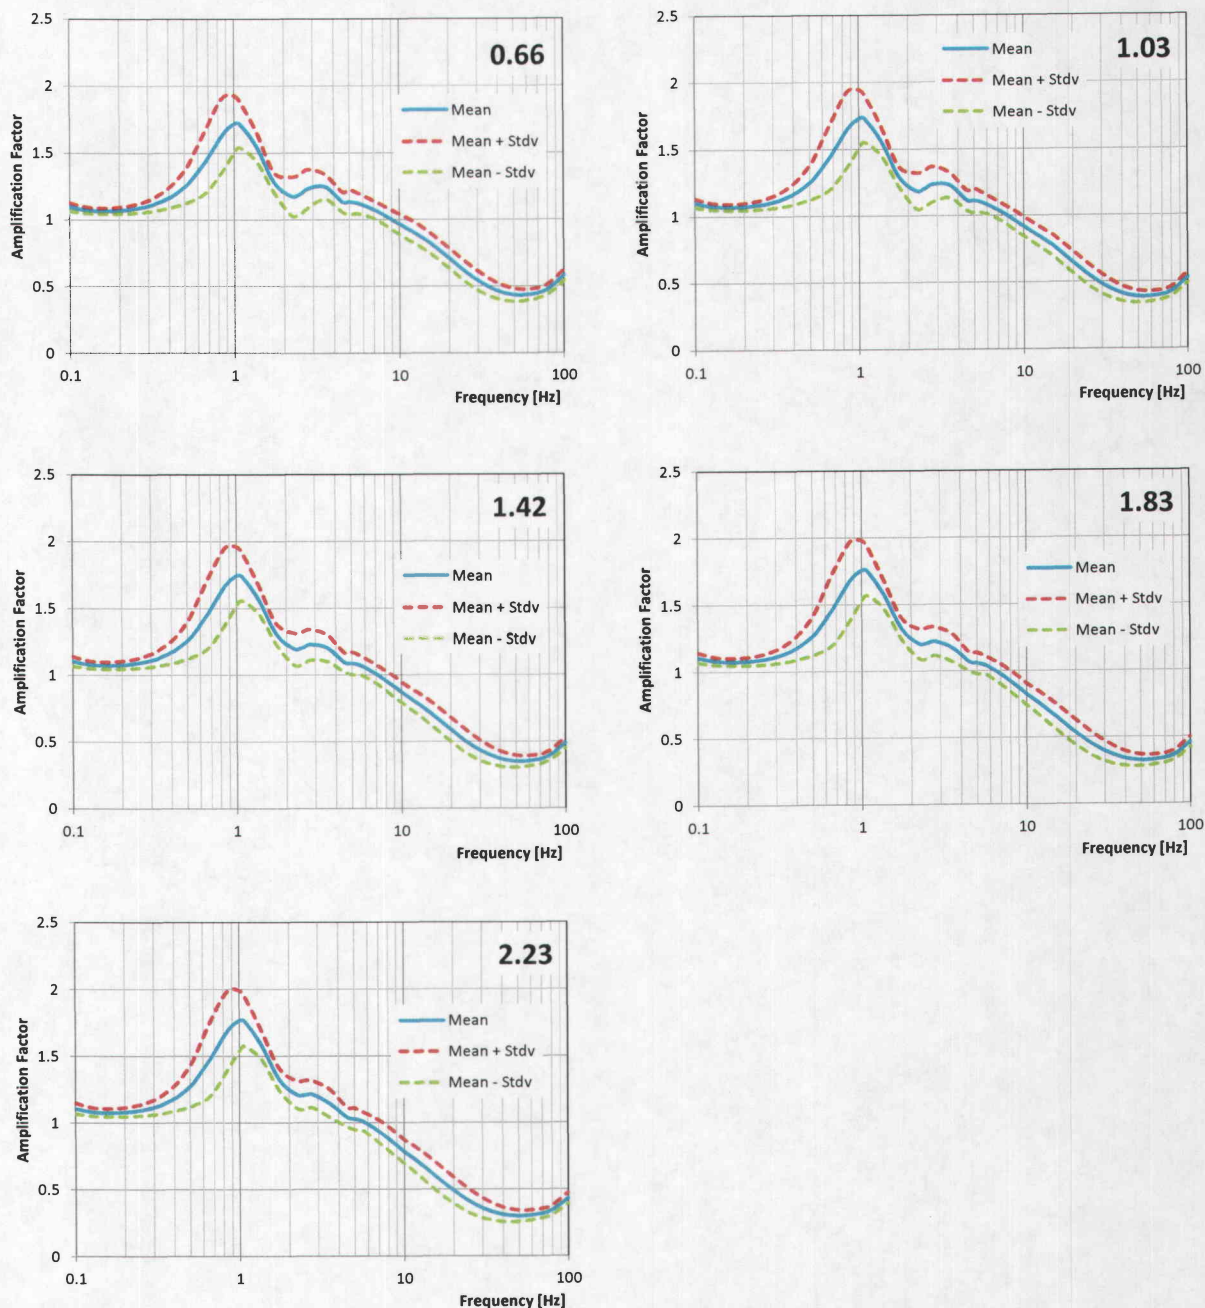 0.66
2.5
2
1.5
1
0.5
0
Amplification Factor
Mean
Mean + Stdv
Mean - Stdv
0.1 1 10 100
Frequency [Hz]
1.03
2.5
2
1.5
1
0.5
0
Amplification Factor
Mean
Mean + Stdv
Mean - Stdv
0.1 1 10 100
Frequency [Hz]
1.42
2.5
2
1.5
1
0.5
0
Amplification Factor
Mean
Mean + Stdv
Mean - Stdv
0.1 1 10 100
Frequency [Hz]
1.83
2.5
2
1.5
1
0.5
0
Amplification Factor
Mean
Mean + Stdv
Mean - Stdv
0.1 1 10 100
Frequency [Hz]
2.23
2.5
2
1.5
1
0.5
0
Amplification Factor
Mean
Mean + Stdv
Mean - Stdv
0.1 1 10 100
Frequency [Hz]